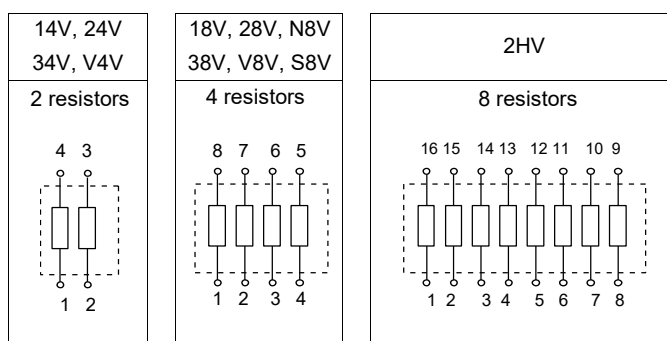 14V, 24V
34V, V4V
2 resistors
4 3
1 2
18V, 28V, N8V
38V, V8V, S8V
4 resistors
8 7 6 5
1 2 3 4
2HV
8 resistors
16 15 14 13 12 11 10 9
1 2 3 4 5 6 7 8